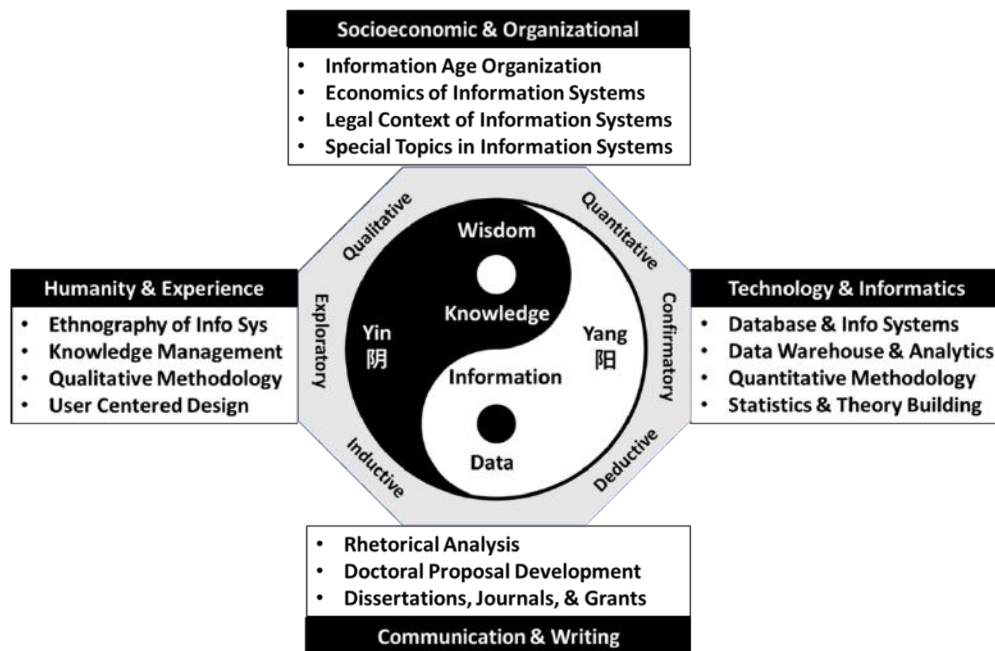 Socioeconomic & Organizational
• Information Age Organization
• Economics of Information Systems
• Legal Context of Information Systems
• Special Topics in Information Systems
Qualitative
Quantitative
Wisdom
Humanity & Experience
• Ethnography of Info Sys
• Knowledge Management
• Qualitative Methodology
• User Centered Design
Exploratory
Yin
阴
Knowledge
Information
Yang
阳
Confirmatory
Technology & Informatics
• Database & Info Systems
• Data Warehouse & Analytics
• Quantitative Methodology
• Statistics & Theory Building
Inductive
Data
Deductive
• Rhetorical Analysis
• Doctoral Proposal Development
• Dissertations, Journals, & Grants
Communication & Writing